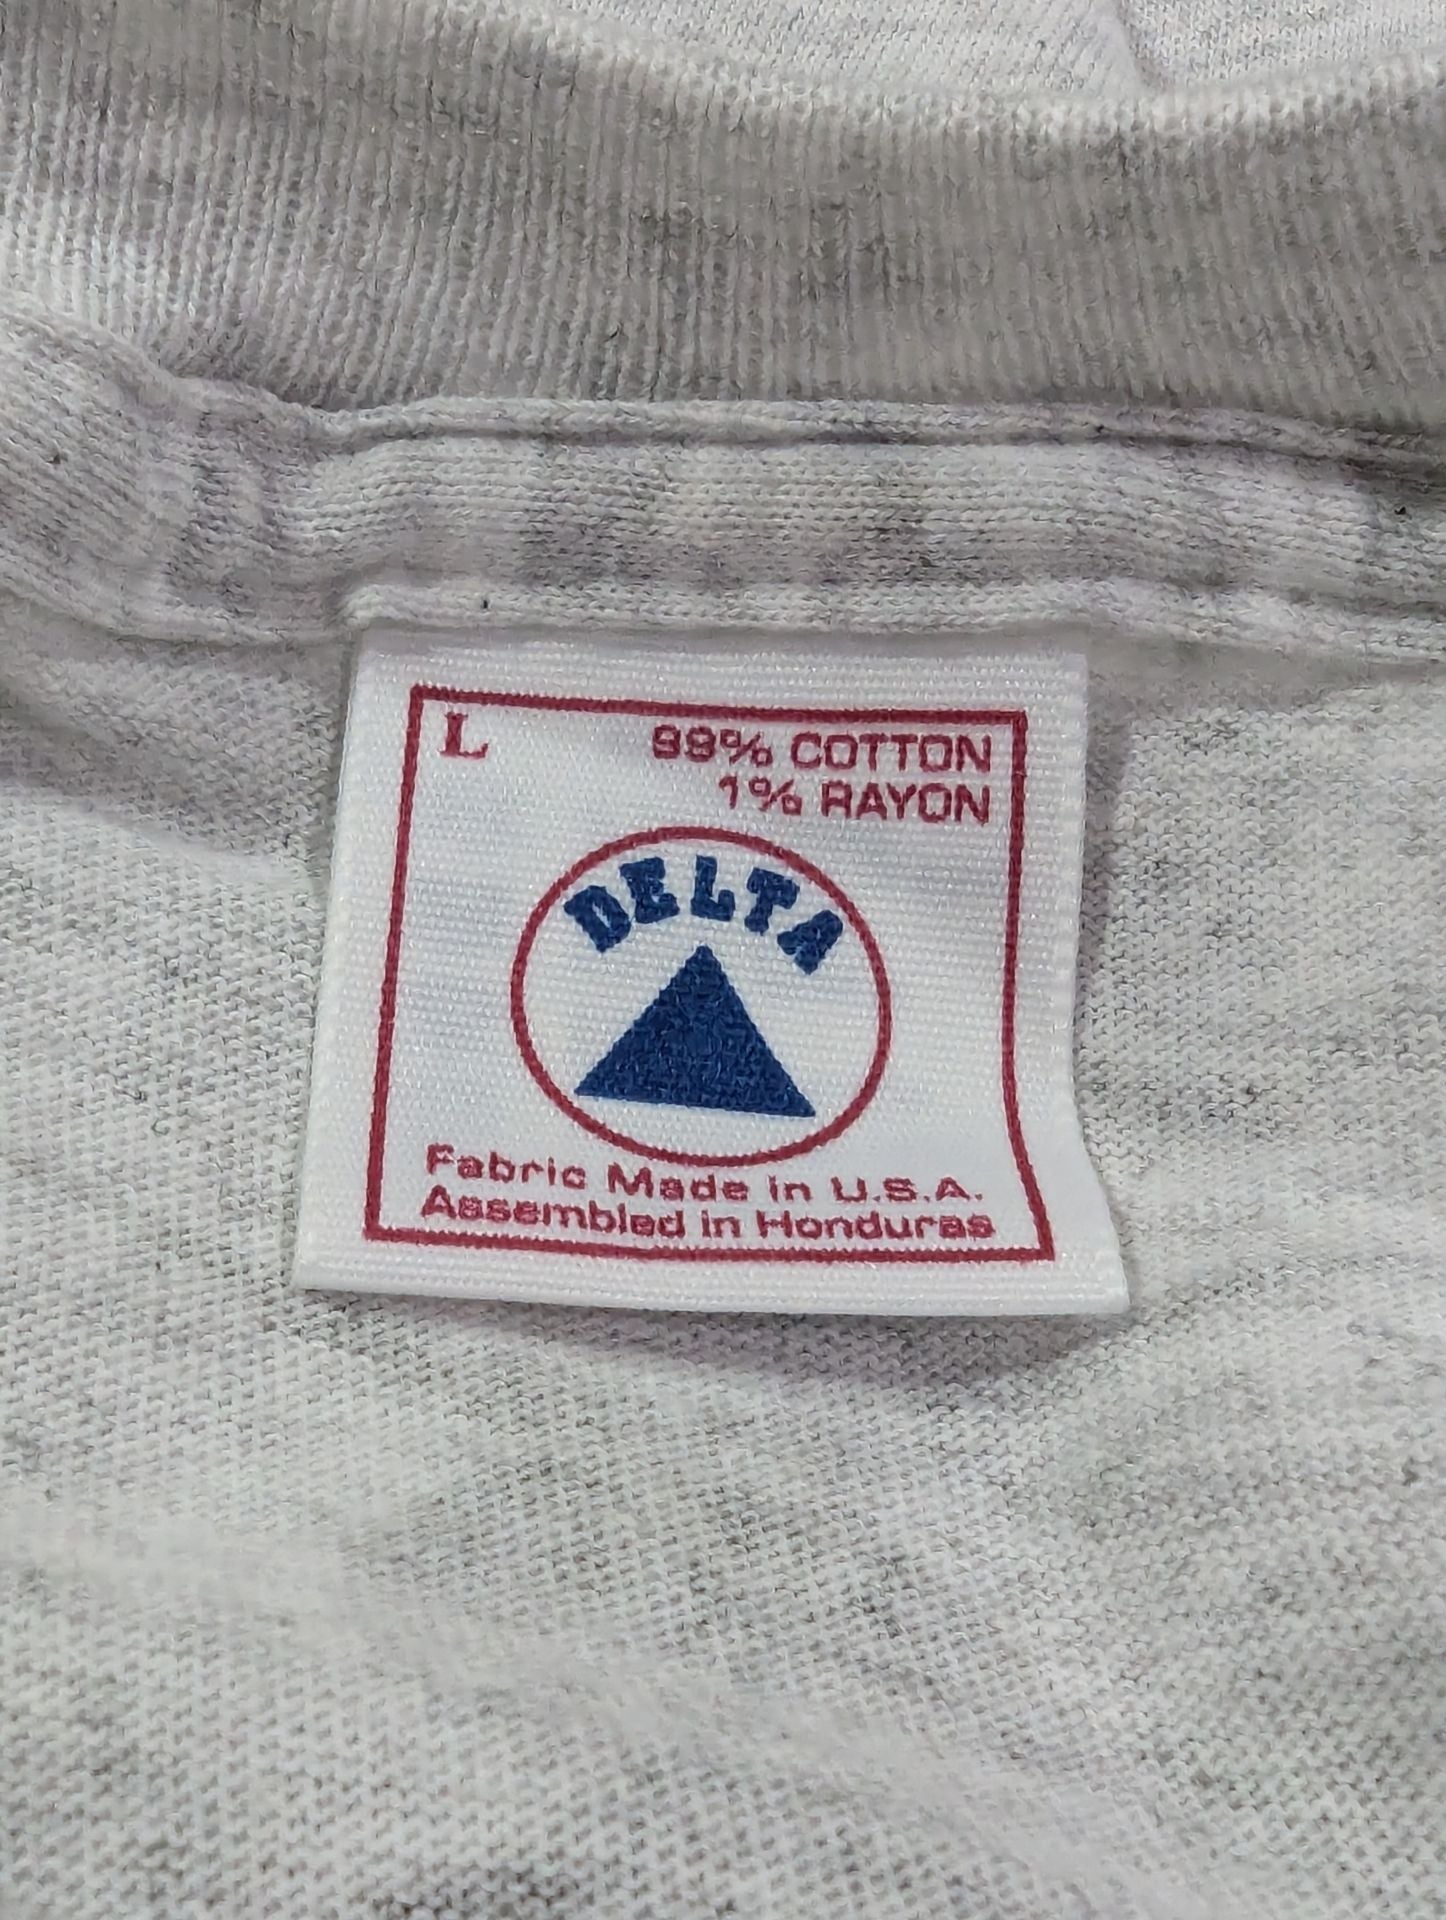 L 99% COTTON
1% RAYON
DELTA
Fabric Made in U.S.A.
Assembled in Honduras